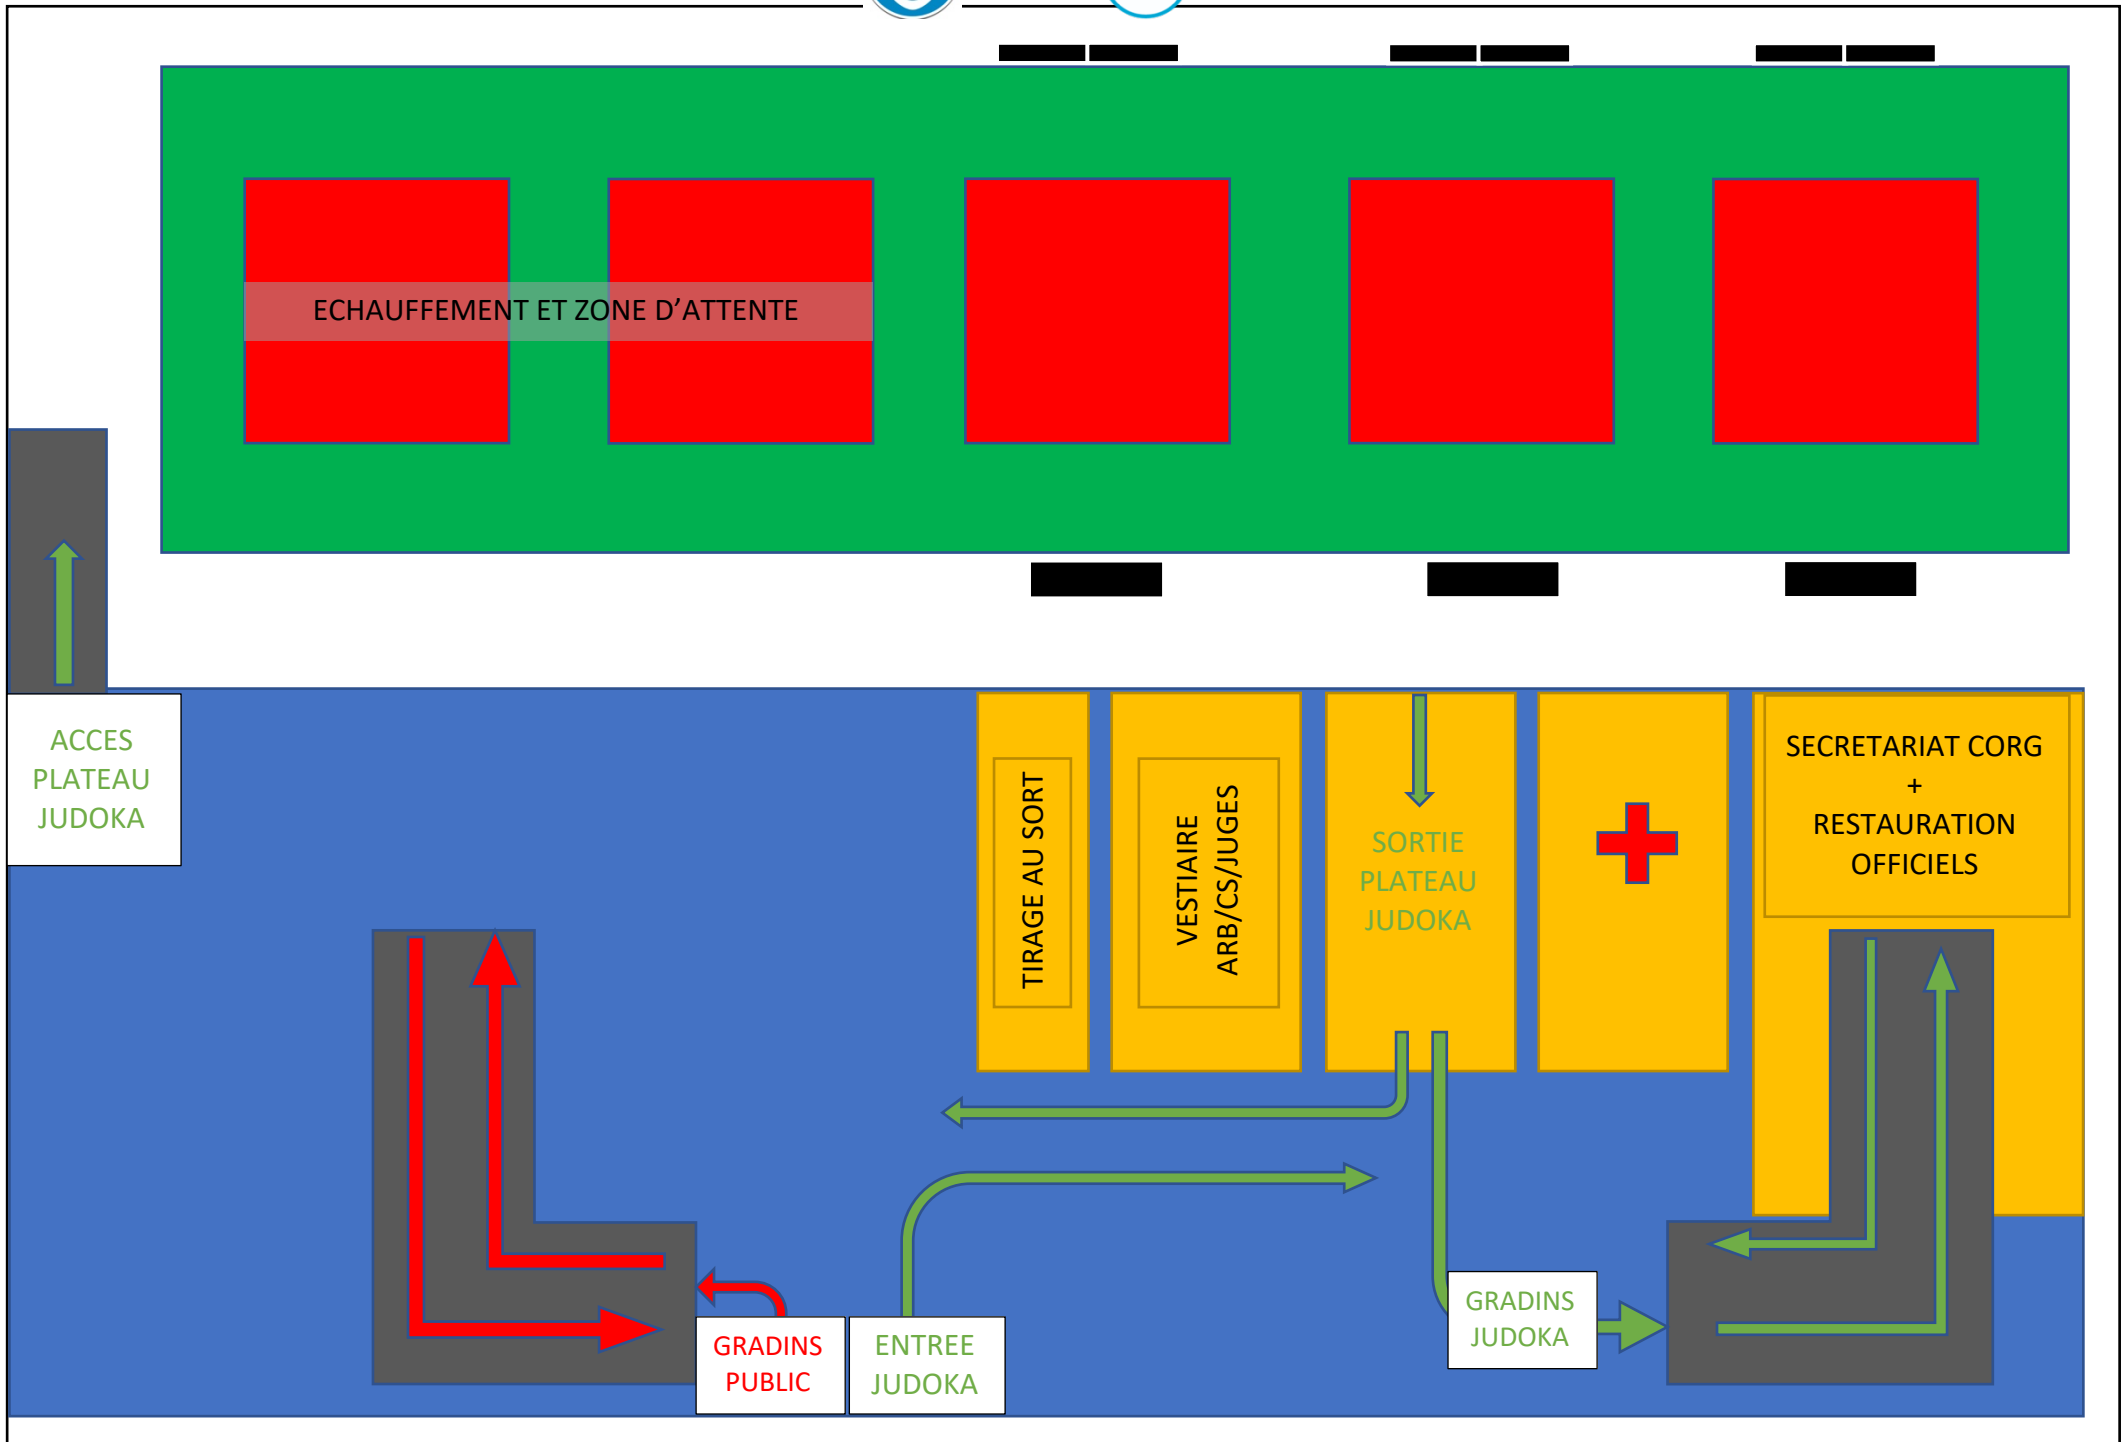 ECHAUFFEMENT ET ZONE D’ATTENTE
ACCES
PLATEAU
JUDOKA
TIRAGE AU SORT
VESTIAIRE
ARB/CS/JUGES
SORTIE
PLATEAU
JUDOKA
SECRETARIAT CORG
+
RESTAURATION
OFFICIELS
GRADINS
PUBLIC
ENTREE
JUDOKA
GRADINS
JUDOKA